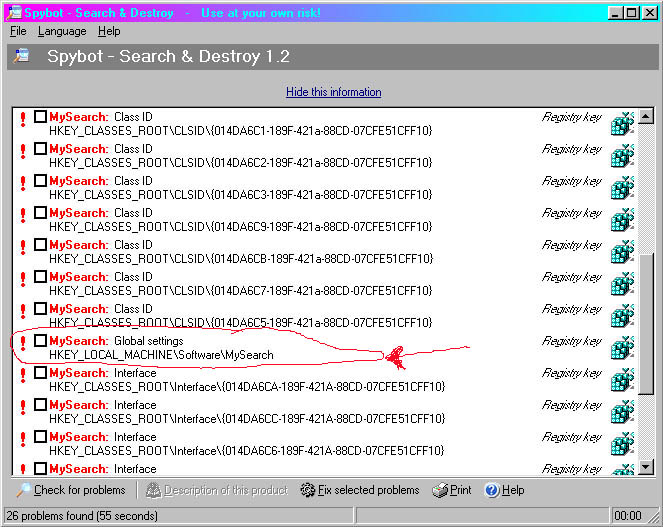 Spybot - Search & Destroy - Use at your own risk!
File Language Help
Spybot - Search & Destroy 1.2
Hide this information
MySearch: Class ID Registry key
HKEY_CLASSES_ROOT\CLSID\{014DA6C1-189F-421a-88CD-07CFE51CFF10}
MySearch: Class ID Registry key
HKEY_CLASSES_ROOT\CLSID\{014DA6C2-189F-421a-88CD-07CFE51CFF10}
MySearch: Class ID Registry key
HKEY_CLASSES_ROOT\CLSID\{014DA6C3-189F-421a-88CD-07CFE51CFF10}
MySearch: Class ID Registry key
HKEY_CLASSES_ROOT\CLSID\{014DA6C9-189F-421a-88CD-07CFE51CFF10}
MySearch: Class ID Registry key
HKEY_CLASSES_ROOT\CLSID\{014DA6CB-189F-421a-88CD-07CFE51CFF10}
MySearch: Class ID Registry key
HKEY_CLASSES_ROOT\CLSID\{014DA6C7-189F-421a-88CD-07CFE51CFF10}
MySearch: Class ID Registry key
HKEY_CLASSES_ROOT\CLSID\{014DA6C5-189F-421a-88CD-07CFE51CFF10}
MySearch: Global settings Registry key
HKEY_LOCAL_MACHINE\Software\MySearch
MySearch: Interface Registry key
HKEY_CLASSES_ROOT\Interface\{014DA6CA-189F-421A-88CD-07CFE51CFF10}
MySearch: Interface Registry key
HKEY_CLASSES_ROOT\Interface\{014DA6CC-189F-421A-88CD-07CFE51CFF10}
MySearch: Interface Registry key
HKEY_CLASSES_ROOT\Interface\{014DA6C6-189F-421A-88CD-07CFE51CFF10}
MySearch: Interface Registry key
Check for problems Description of this product Fix selected problems Print Help
26 problems found (55 seconds) 00:00